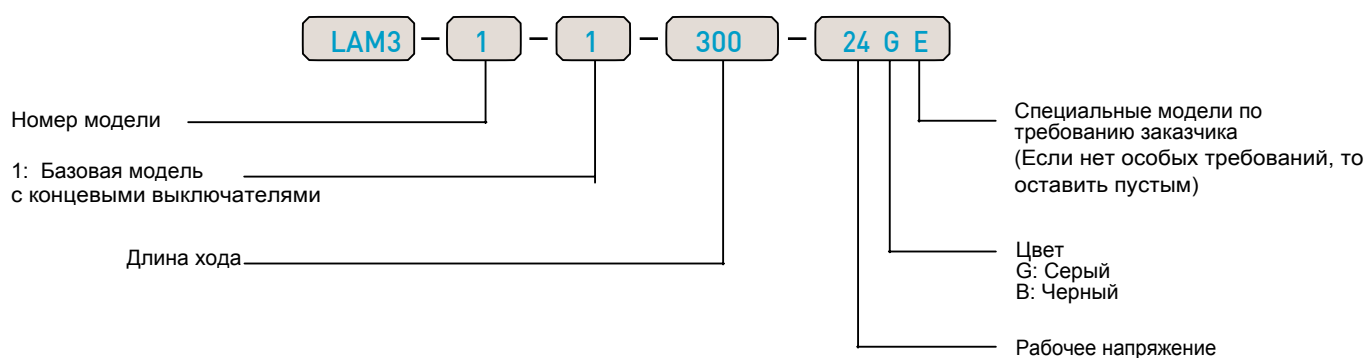 LAM3 – 1 – 1 – 300 – 24 G E
Номер модели
1: Базовая модель
с концевыми выключателями
Длина хода
Специальные модели по
требованию заказчика
(Если нет особых требований, то
оставить пустым)
Цвет
G: Серый
B: Черный
Рабочее напряжение